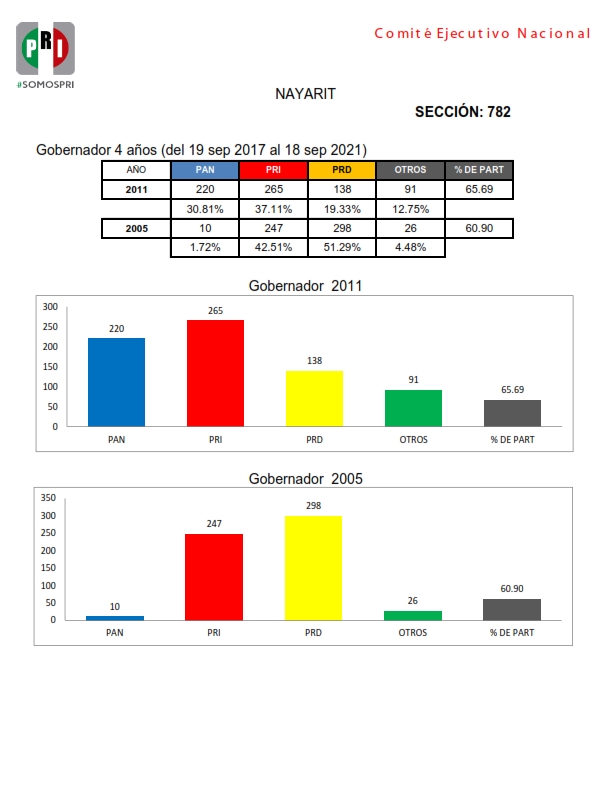 PRI
#SOMOSPRI
Comité Ejecutivo Nacional
NAYARIT
SECCIÓN: 782
Gobernador 4 años (del 19 sep 2017 al 18 sep 2021)
AÑO PAN PRI PRD OTROS % DE PART
2011 220 265 138 91 65.69
30.81% 37.11% 19.33% 12.75%
2005 10 247 298 26 60.90
1.72% 42.51% 51.29% 4.48%
Gobernador 2011
300
250
200
150
100
50
0
220 265 138 91 65.69
PAN PRI PRD OTROS % DE PART
Gobernador 2005
350
300
250
200
150
100
50
0
10 247 298 26 60.90
PAN PRI PRD OTROS % DE PART